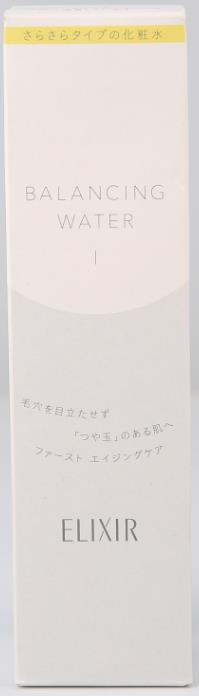 さらさらタイプの化粧水
BALANCING
WATER
I
毛穴を目立たせず
「つや玉」のある肌へ
ファースト エイジングケア
ELIXIR